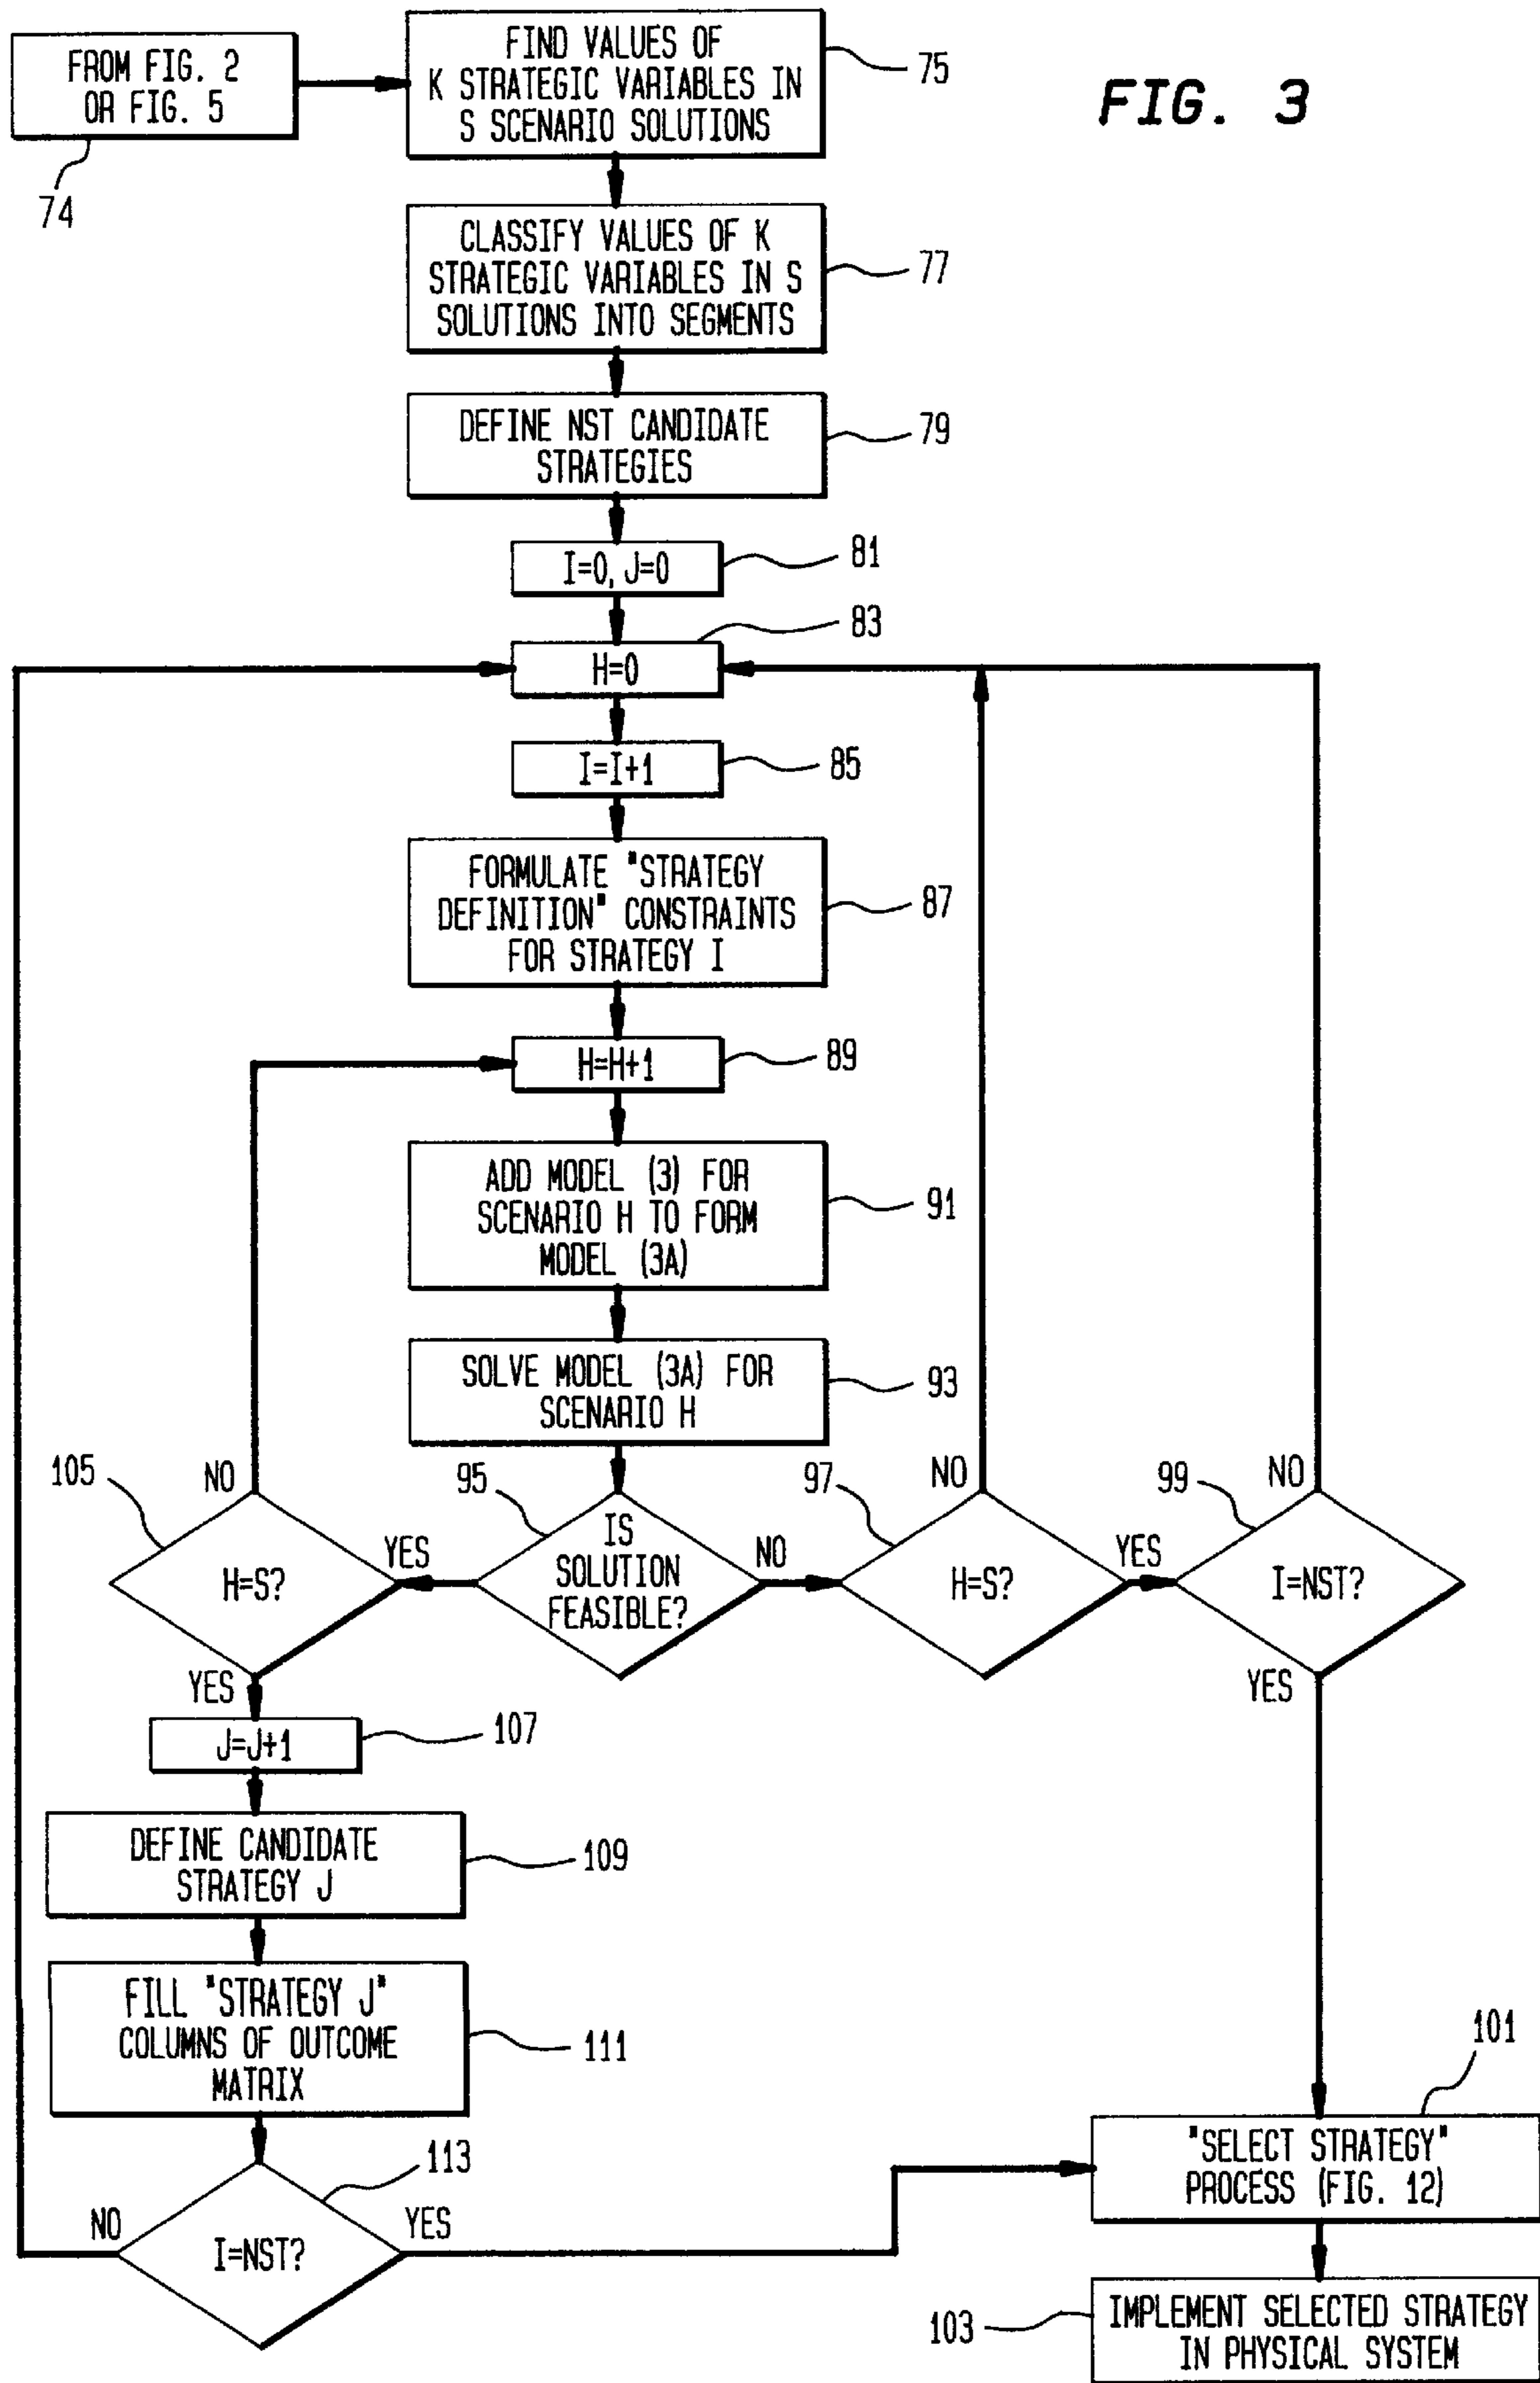 FIG. 3
FROM FIG. 2
OR FIG. 5
74
FIND VALUES OF
K STRATEGIC VARIABLES IN
S SCENARIO SOLUTIONS
75
CLASSIFY VALUES OF K
STRATEGIC VARIABLES IN S
SOLUTIONS INTO SEGMENTS
77
DEFINE NST CANDIDATE
STRATEGIES
79
I=0, J=0
81
83
H=0
I=I+1
85
FORMULATE "STRATEGY
DEFINITION" CONSTRAINTS
FOR STRATEGY I
87
H=H+1
89
ADD MODEL (3) FOR
SCENARIO H TO FORM
MODEL (3A)
91
SOLVE MODEL (3A) FOR
SCENARIO H
93
105
NO
H=S?
YES
95
IS
SOLUTION
FEASIBLE?
YES
NO
97
NO
H=S?
YES
99
NO
I=NST?
YES
J=J+1
107
DEFINE CANDIDATE
STRATEGY J
109
FILL "STRATEGY J"
COLUMNS OF OUTCOME
MATRIX
111
113
NO
I=NST?
YES
101
"SELECT STRATEGY"
PROCESS (FIG. 12)
103
IMPLEMENT SELECTED STRATEGY
IN PHYSICAL SYSTEM